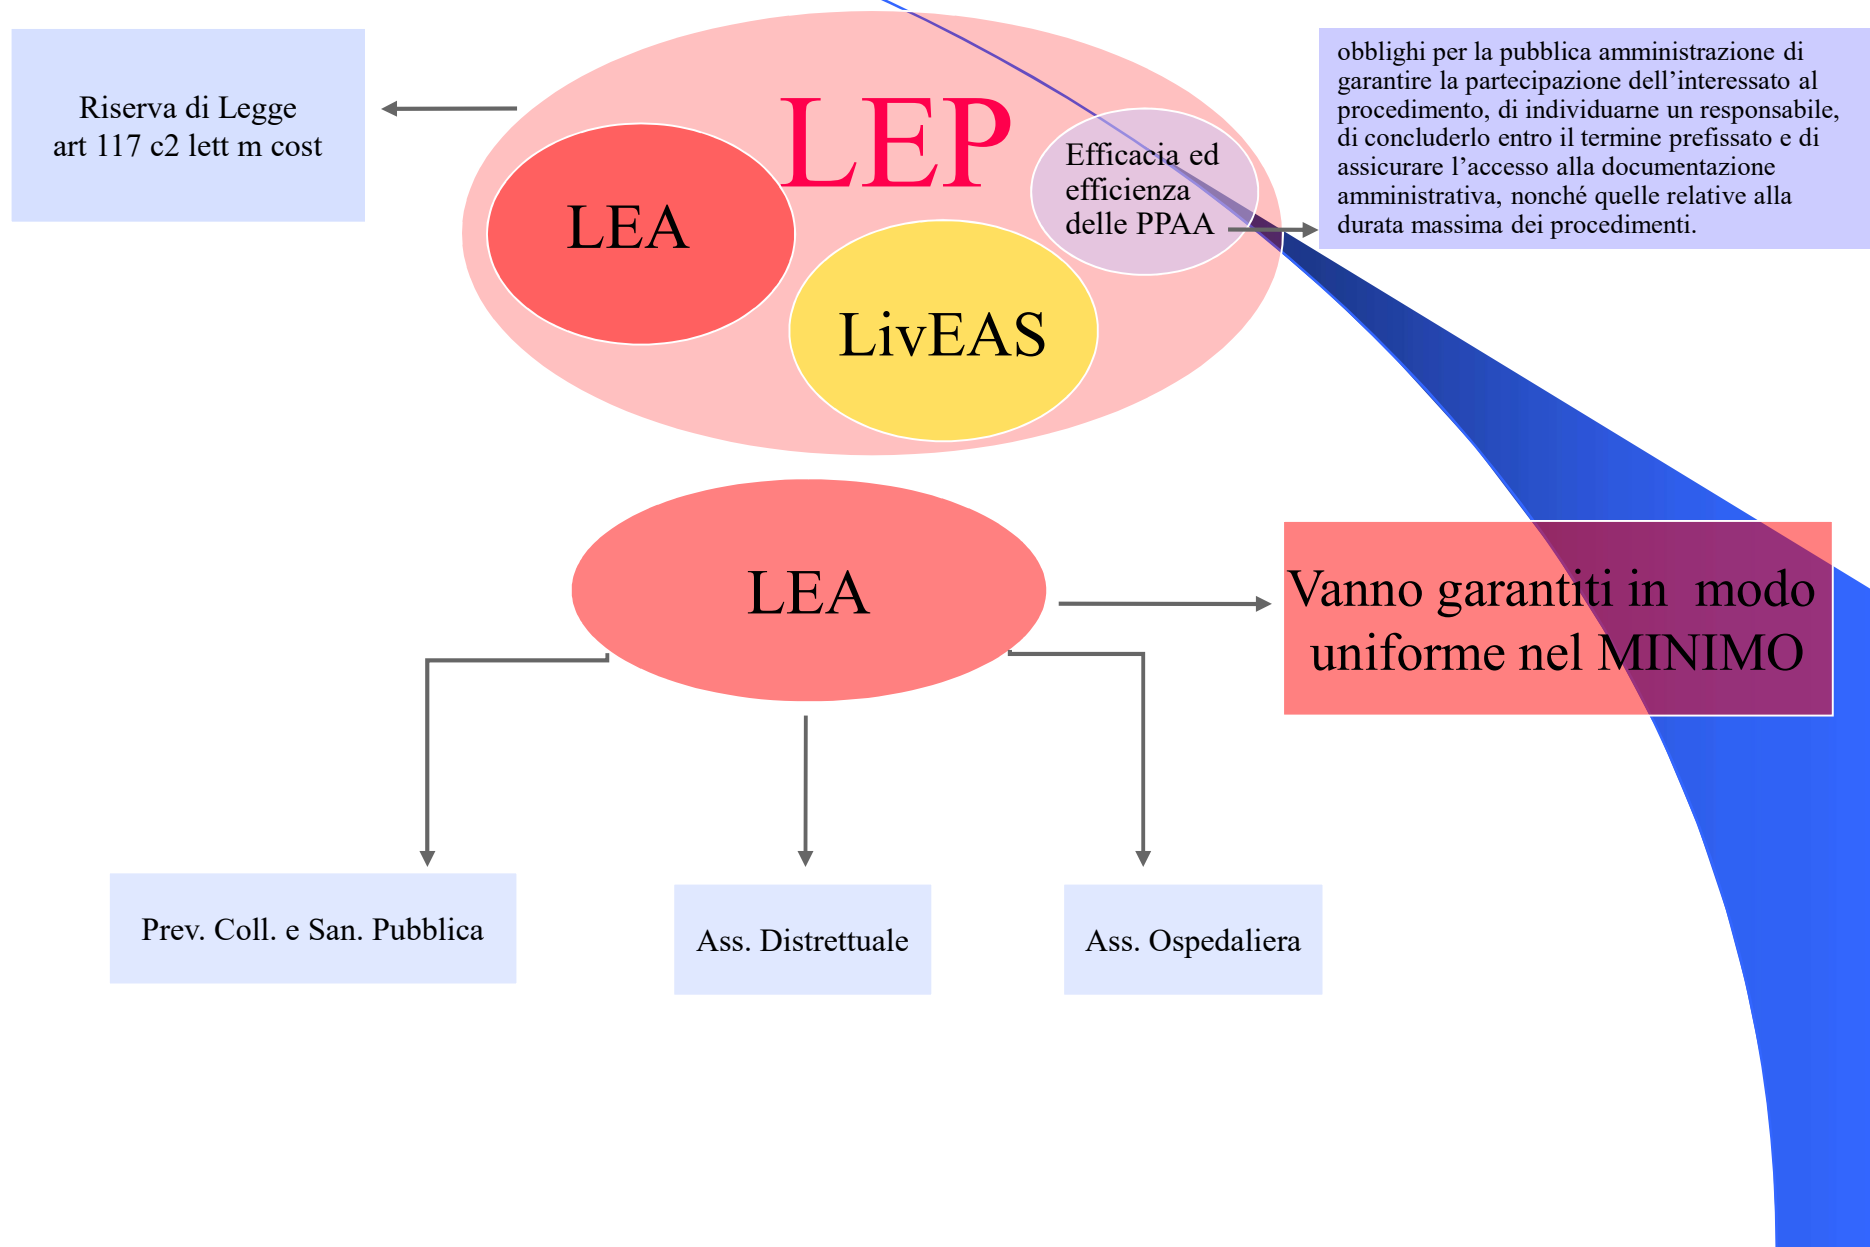 Riserva di Legge
art 117 c2 lett m cost
LEP
LEA
LivEAS
Efficacia ed
efficienza
delle PPAA
obblighi per la pubblica amministrazione di
garantire la partecipazione dell’interessato al
procedimento, di individuarne un responsabile,
di concluderlo entro il termine prefissato e di
assicurare l’accesso alla documentazione
amministrativa, nonché quelle relative alla
durata massima dei procedimenti.
LEA
Vanno garantiti in modo
uniforme nel MINIMO
Prev. Coll. e San. Pubblica
Ass. Distrettuale
Ass. Ospedaliera